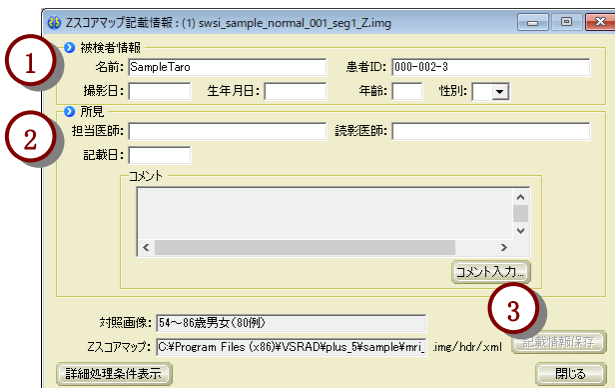 Zスコアマップ記載情報 : (1) swsi_sample_normal_001_seg1_Z.img
1
被検者情報
名前: SampleTaro 患者ID: 000-002-3
撮影日: 生年月日: 年齢: 性別:
2
所見
担当医師: 読影医師:
記載日:
コメント
コメント入力...
3
対照画像: 54～86歳男女(80例)
Zスコアマップ: C:¥Program Files (x86)¥VSRAD¥plus_5¥sample¥mri_ .img/hdr/xml 記載情報保存
詳細処理条件表示 閉じる